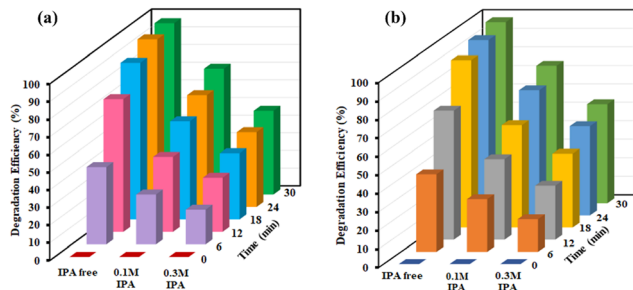 (a)
Degradation Efficiency (%)
100
90
80
70
60
50
40
30
20
10
0
IPA free
0.1M
IPA
0.3M
IPA
0
6
12
18
24
30
Time (min)
(b)
Degradation Efficiency (%)
100
90
80
70
60
50
40
30
20
10
0
IPA free
0.1M
IPA
0.3M
IPA
0
6
12
18
24
30
Time (min)